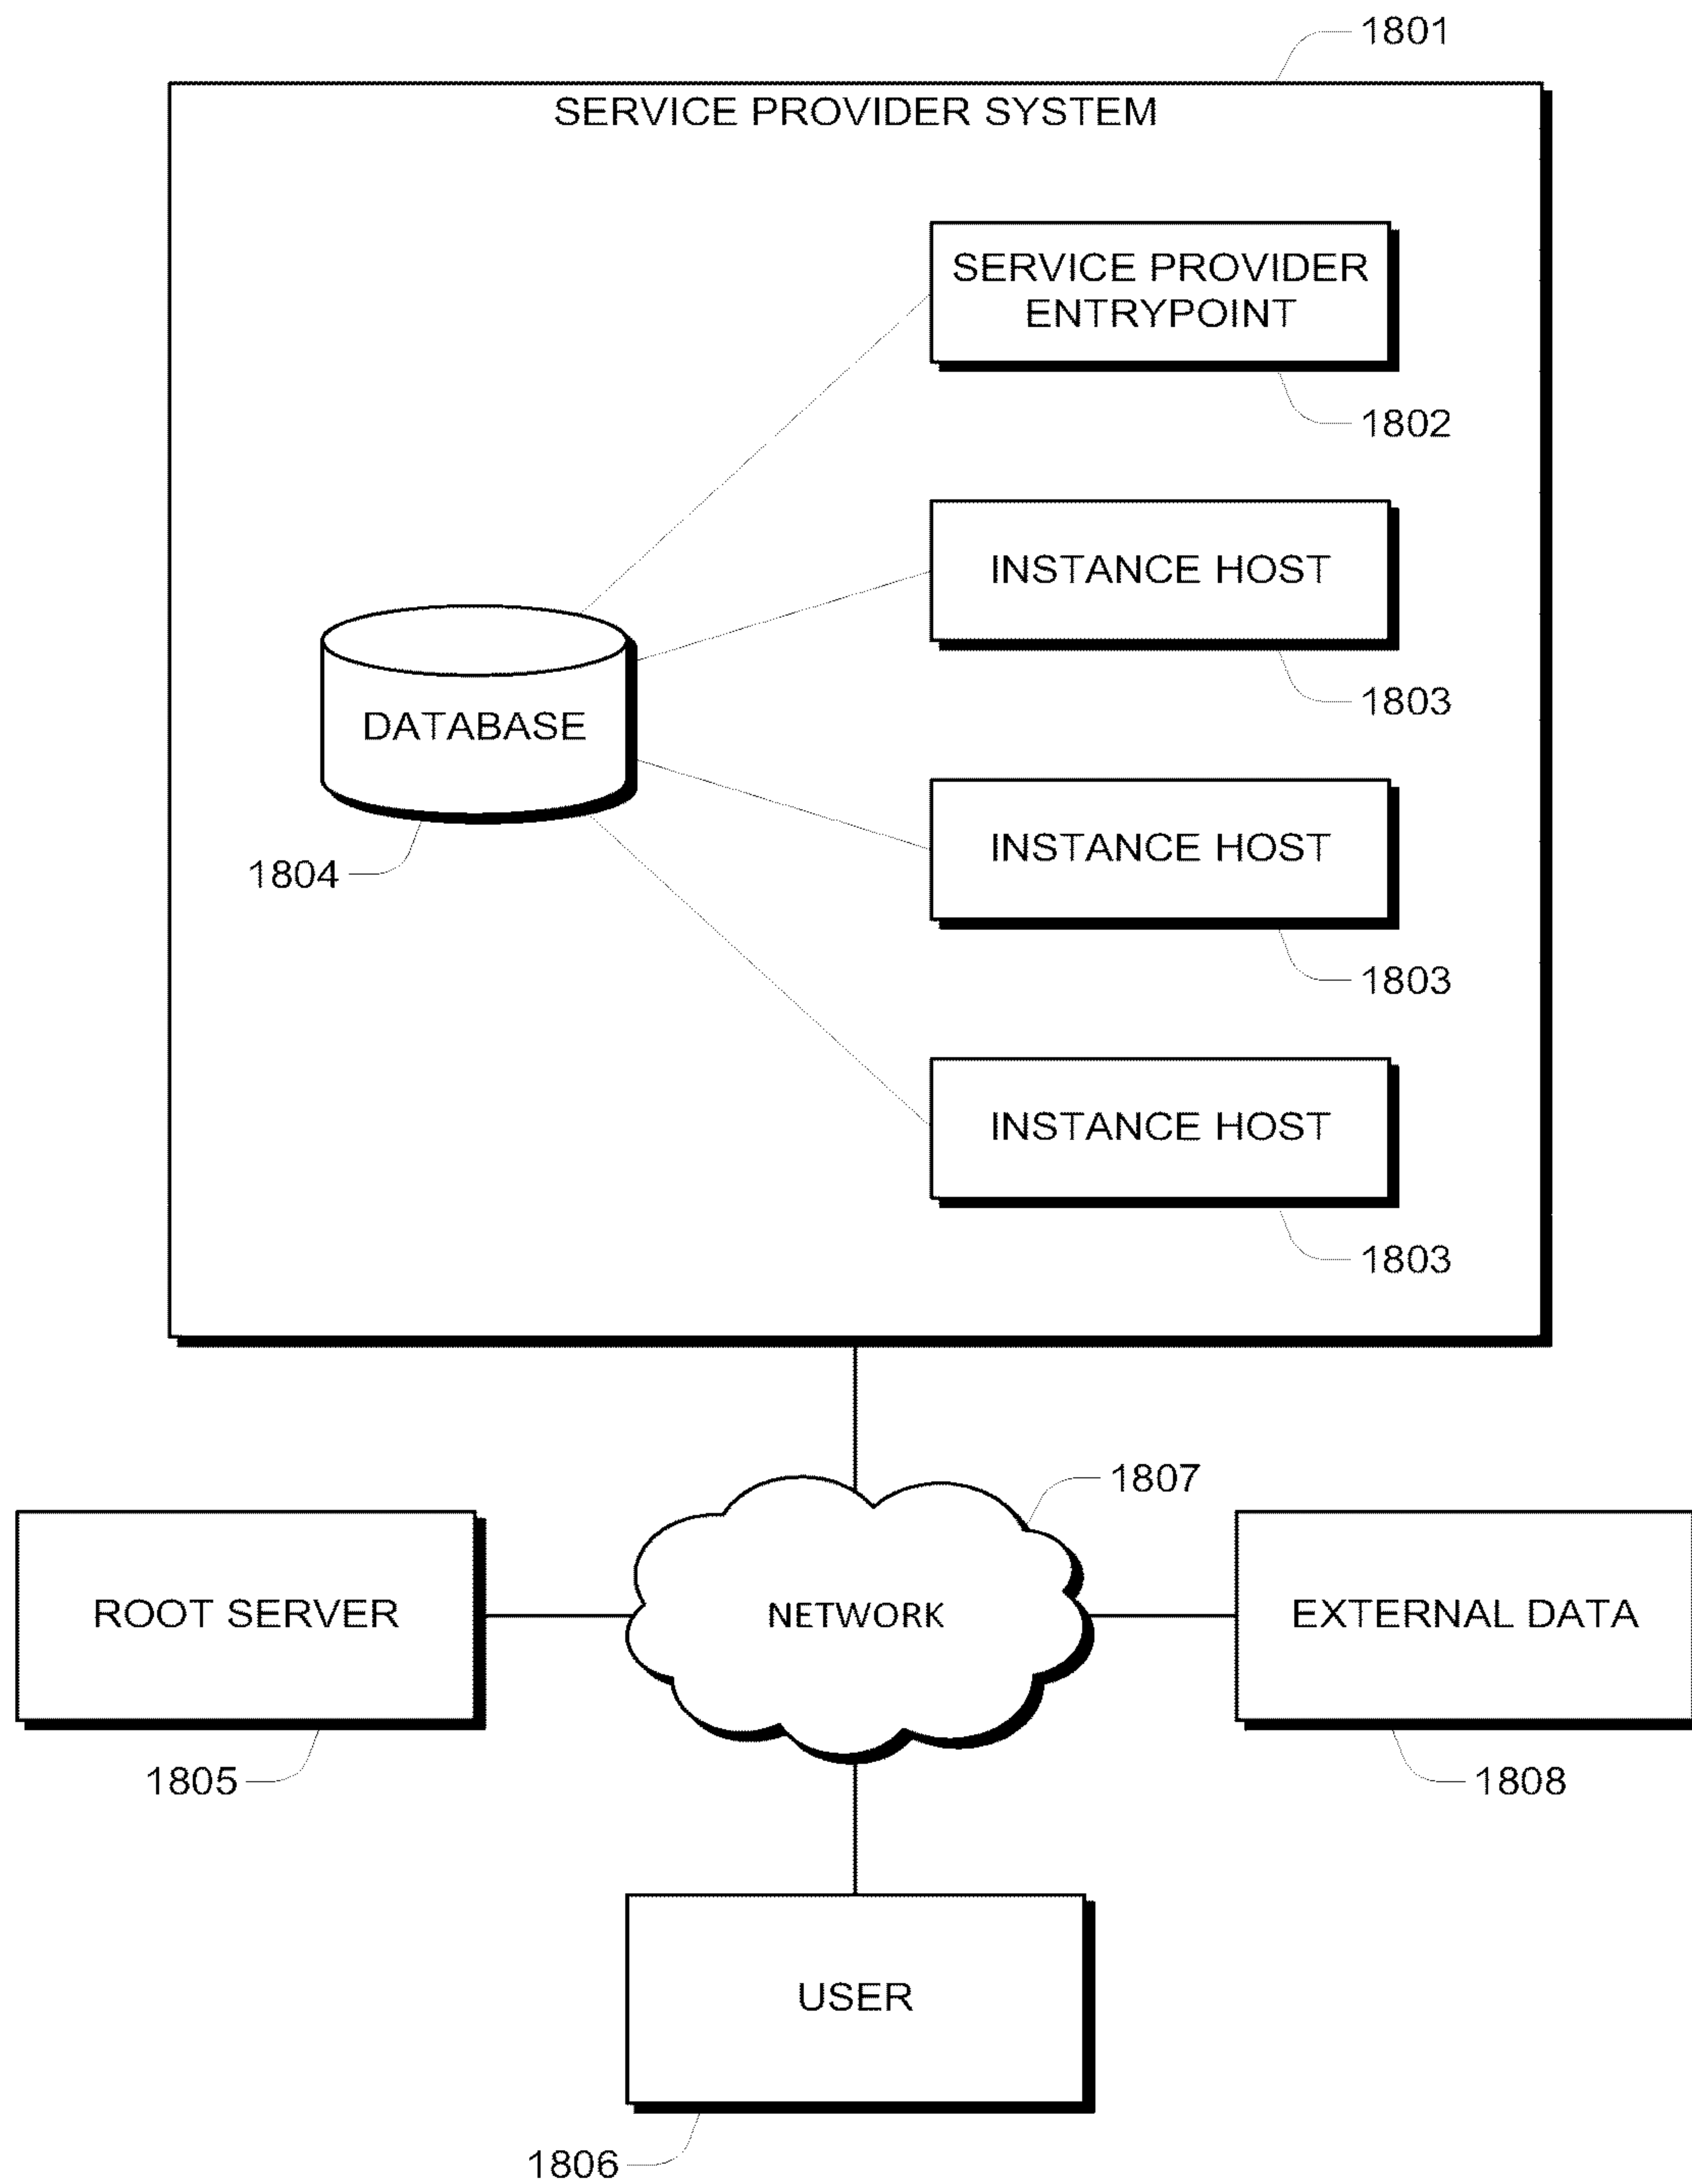 1801
SERVICE PROVIDER SYSTEM
SERVICE PROVIDER
ENTRYPOINT
1802
INSTANCE HOST
1803
DATABASE
1804
INSTANCE HOST
1803
INSTANCE HOST
1803
1807
ROOT SERVER
NETWORK
EXTERNAL DATA
1805
1808
USER
1806